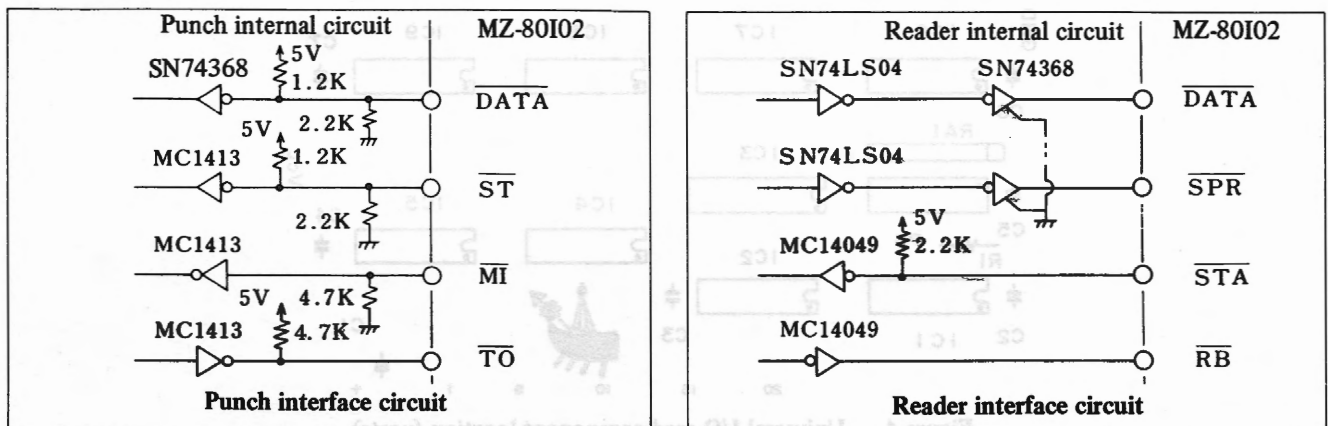 Punch internal circuit MZ-80I02
5V
SN74368 1.2K
DATA
2.2K
5V
MC1413 1.2K
ST
2.2K
MC1413
MI
5V 4.7K
MC1413 4.7K
TO
Punch interface circuit
Reader internal circuit MZ-80I02
SN74LS04 SN74368
DATA
SN74LS04
SPR
5V
MC14049 2.2K
STA
MC14049
RB
Reader interface circuit